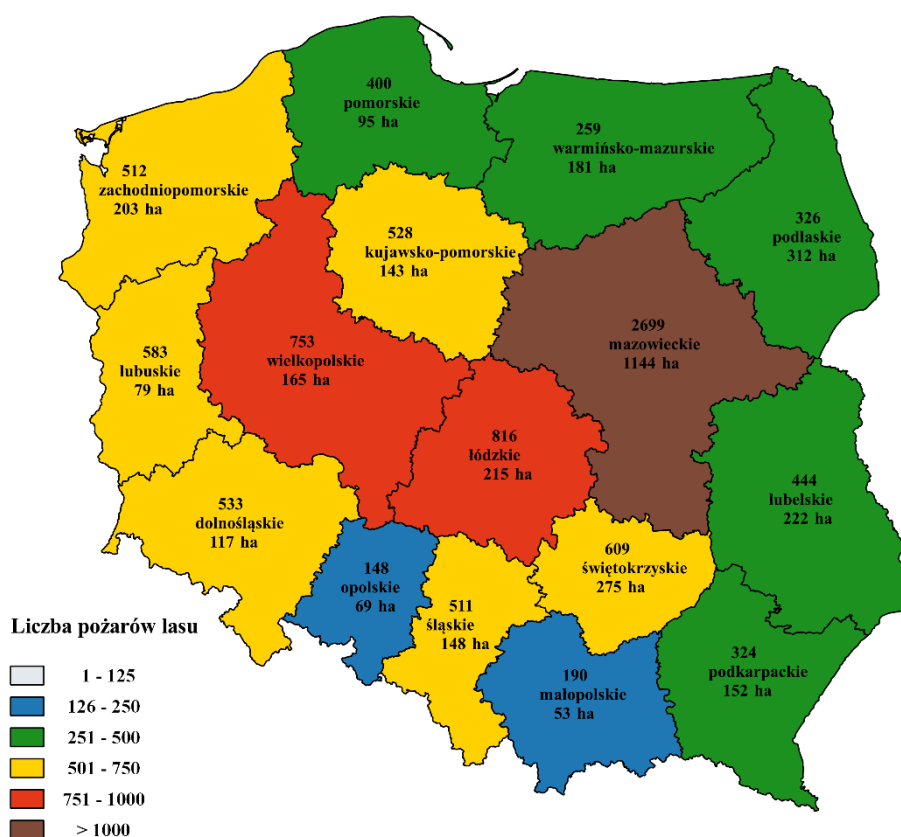 400
pomorskie
95 ha
259
warmińsko-mazurskie
181 ha
512
zachodniopomorskie
203 ha
326
podlaskie
312 ha
528
kujawsko-pomorskie
143 ha
2699
mazowieckie
1144 ha
753
wielkopolskie
165 ha
583
lubuskie
79 ha
816
łódzkie
215 ha
444
lubelskie
222 ha
533
dolnośląskie
117 ha
609
świętokrzyskie
275 ha
148
opolskie
69 ha
511
śląskie
148 ha
324
podkarpackie
152 ha
190
małopolskie
53 ha
Liczba pożarów lasu
1 - 125
126 - 250
251 - 500
501 - 750
751 - 1000
> 1000